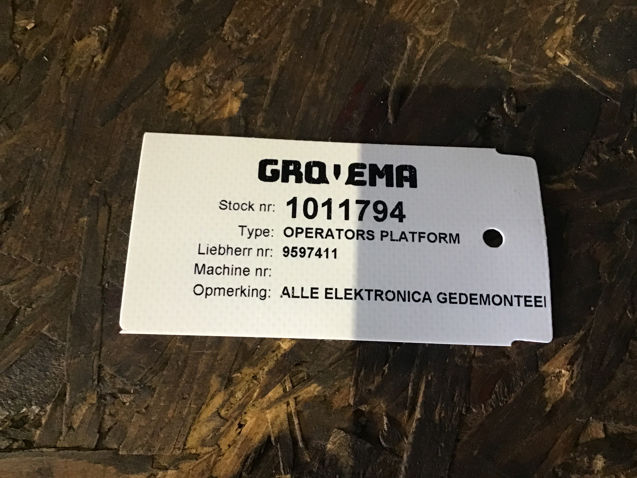 GROVEMA
Stock nr: 1011794
Type: OPERATORS PLATFORM
Liebherr nr: 9597411
Machine nr:
Opmerking: ALLE ELEKTRONICA GEDEMONTEE